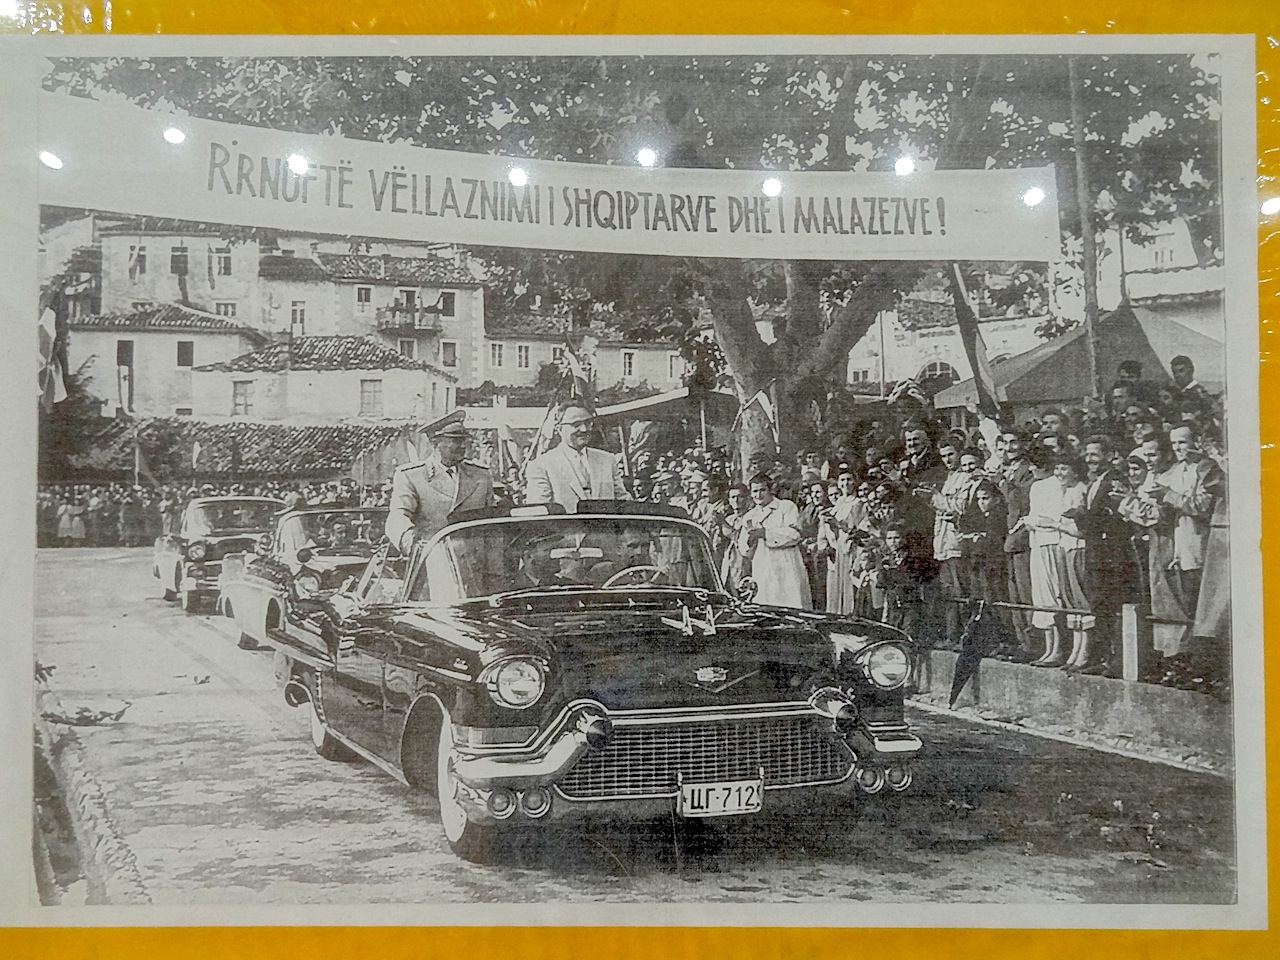 RRNOFTË VËLLAZNIMI I SHQIPTARVE DHE I MALAZEZVE!
ЦГ-712